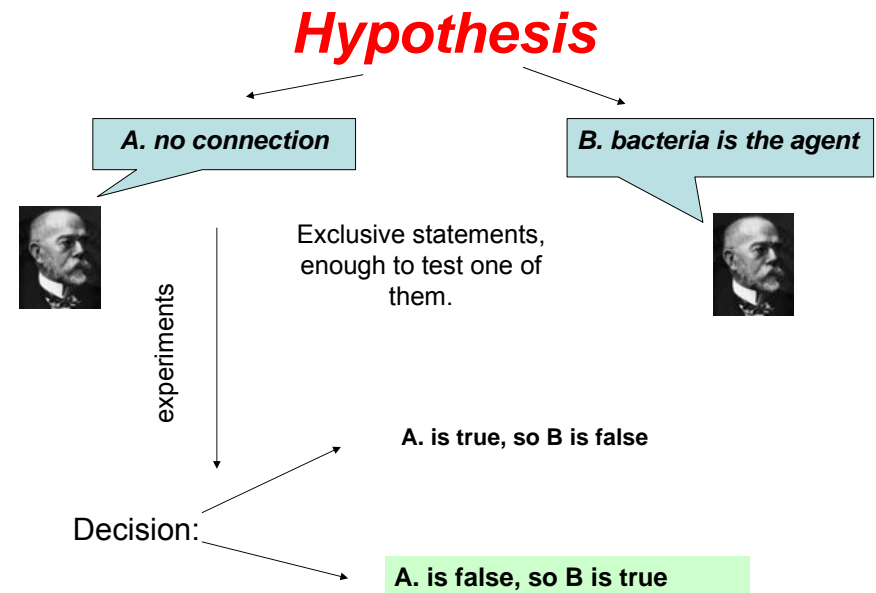 Hypothesis
A. no connection
B. bacteria is the agent
Exclusive statements,
enough to test one of
them.
experiments
A. is true, so B is false
Decision:
A. is false, so B is true